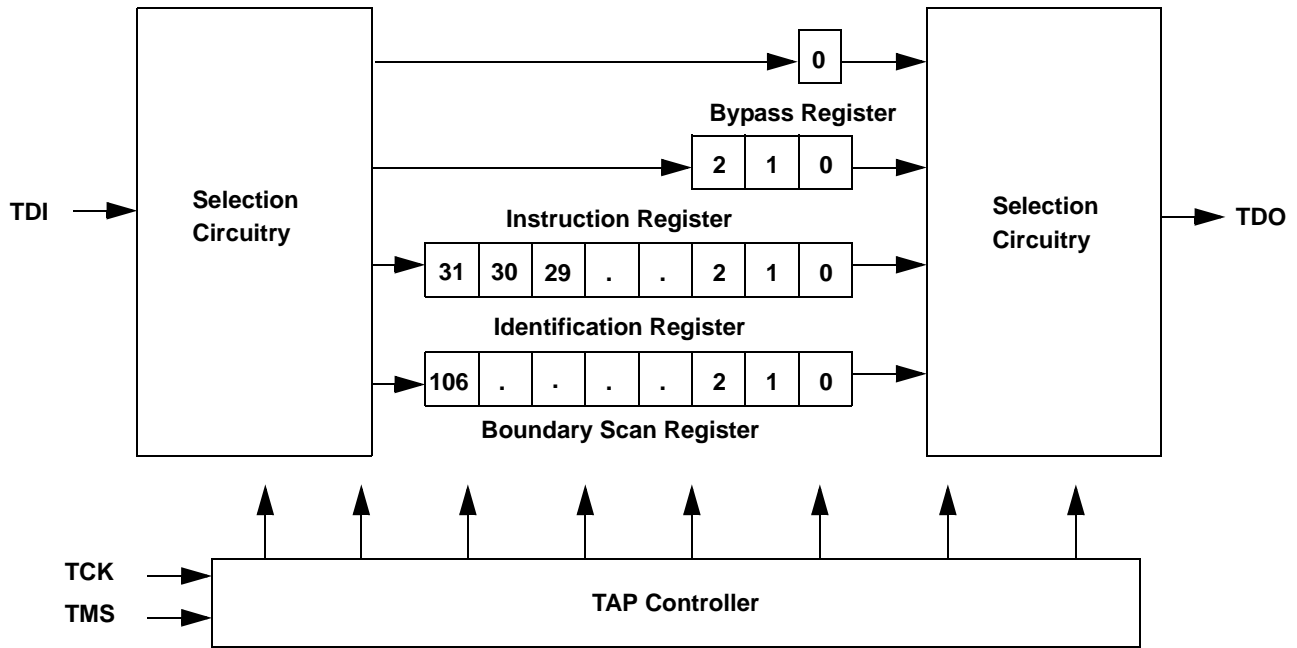 0
Bypass Register
2 1 0
Instruction Register
31 30 29 . . 2 1 0
Identification Register
106 . . . . 2 1 0
Boundary Scan Register
TDI
Selection
Circuitry
Selection
Circuitry
TDO
TCK
TMS
TAP Controller